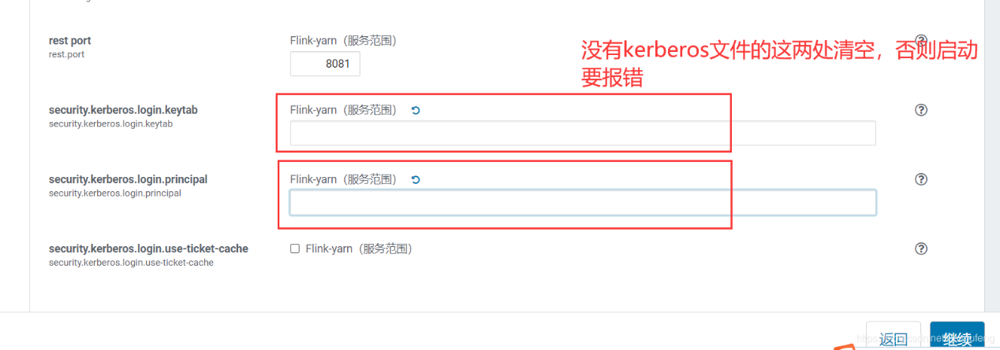 rest port
rest.port
Flink-yarn（服务范围）
8081
没有kerberos文件的这两处清空，否则启动
要报错
security.kerberos.login.keytab
security.kerberos.login.keytab
Flink-yarn（服务范围）
security.kerberos.login.principal
security.kerberos.login.principal
Flink-yarn（服务范围）
security.kerberos.login.use-ticket-cache
security.kerberos.login.use-ticket-cache
Flink-yarn（服务范围）
返回
继续